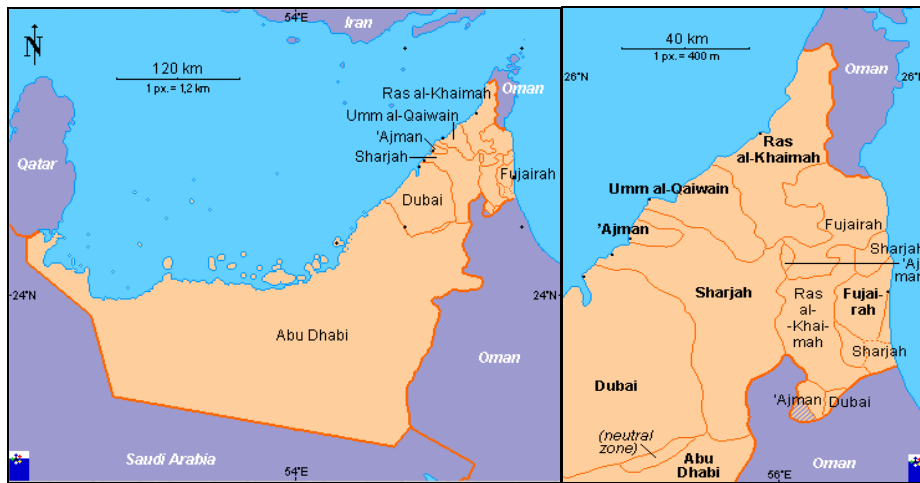 54°E
Iran
N
120 km
1 px. = 1,2 km
Oman
Ras al-Khaimah
Umm al-Qaiwain
'Ajman
Sharjah
Qatar
Fujairah
Dubai
24°N
24°N
Abu Dhabi
Oman
Saudi Arabia
54°E
40 km
1 px. = 400 m
26°N
Oman
26°N
Ras
al-Khaimah
Umm al-Qaiwain
'Ajman
Fujairah
Sharjah
'Aj
man
Sharjah
Ras
al-
-Khai-
mah
Fujai-
rah
Sharjah
Dubai
'Ajman
Dubai
(neutral
zone)
Abu
Dhabi
Oman
56°E